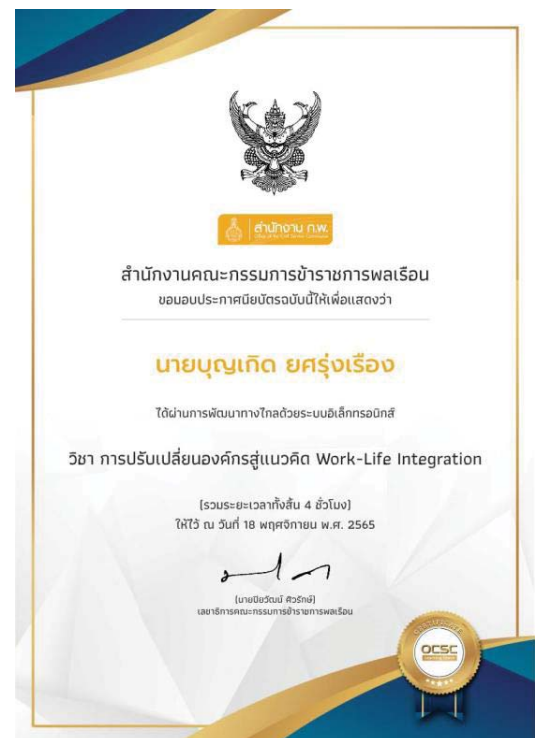 สำนักงาน ก.พ.
สำนักงานคณะกรรมการข้าราชการพลเรือน
ขอมอบประกาศนียบัตรฉบับนี้ให้เพื่อแสดงว่า
นายบุญเกิด ยศรุ่งเรือง
ได้ผ่านการพัฒนาทางไกลด้วยระบบอิเล็กทรอนิกส์
วิชา การปรับเปลี่ยนองค์กรสู่แนวคิด Work-Life Integration
(รวมระยะเวลาทั้งสิ้น 4 ชั่วโมง)
ให้ไว้ ณ วันที่ 18 พฤศจิกายน พ.ศ. 2565
(นายปิยวัฒน์ ศิวรักษ์)
เลขาธิการคณะกรรมการข้าราชการพลเรือน
CERTIFICATE
OCSC